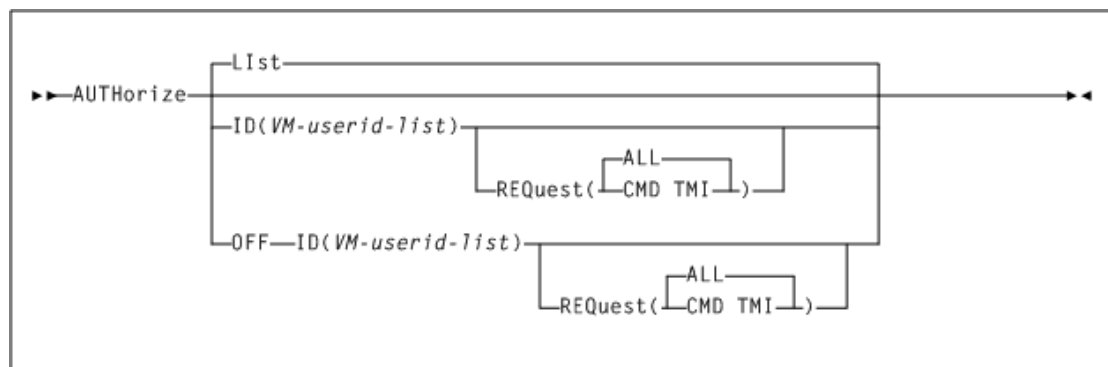 LIst
AUTHorize
ID(VM-userid-list)
ALL
REQuest( CMD TMI )
OFF ID(VM-userid-list)
ALL
REQuest( CMD TMI )